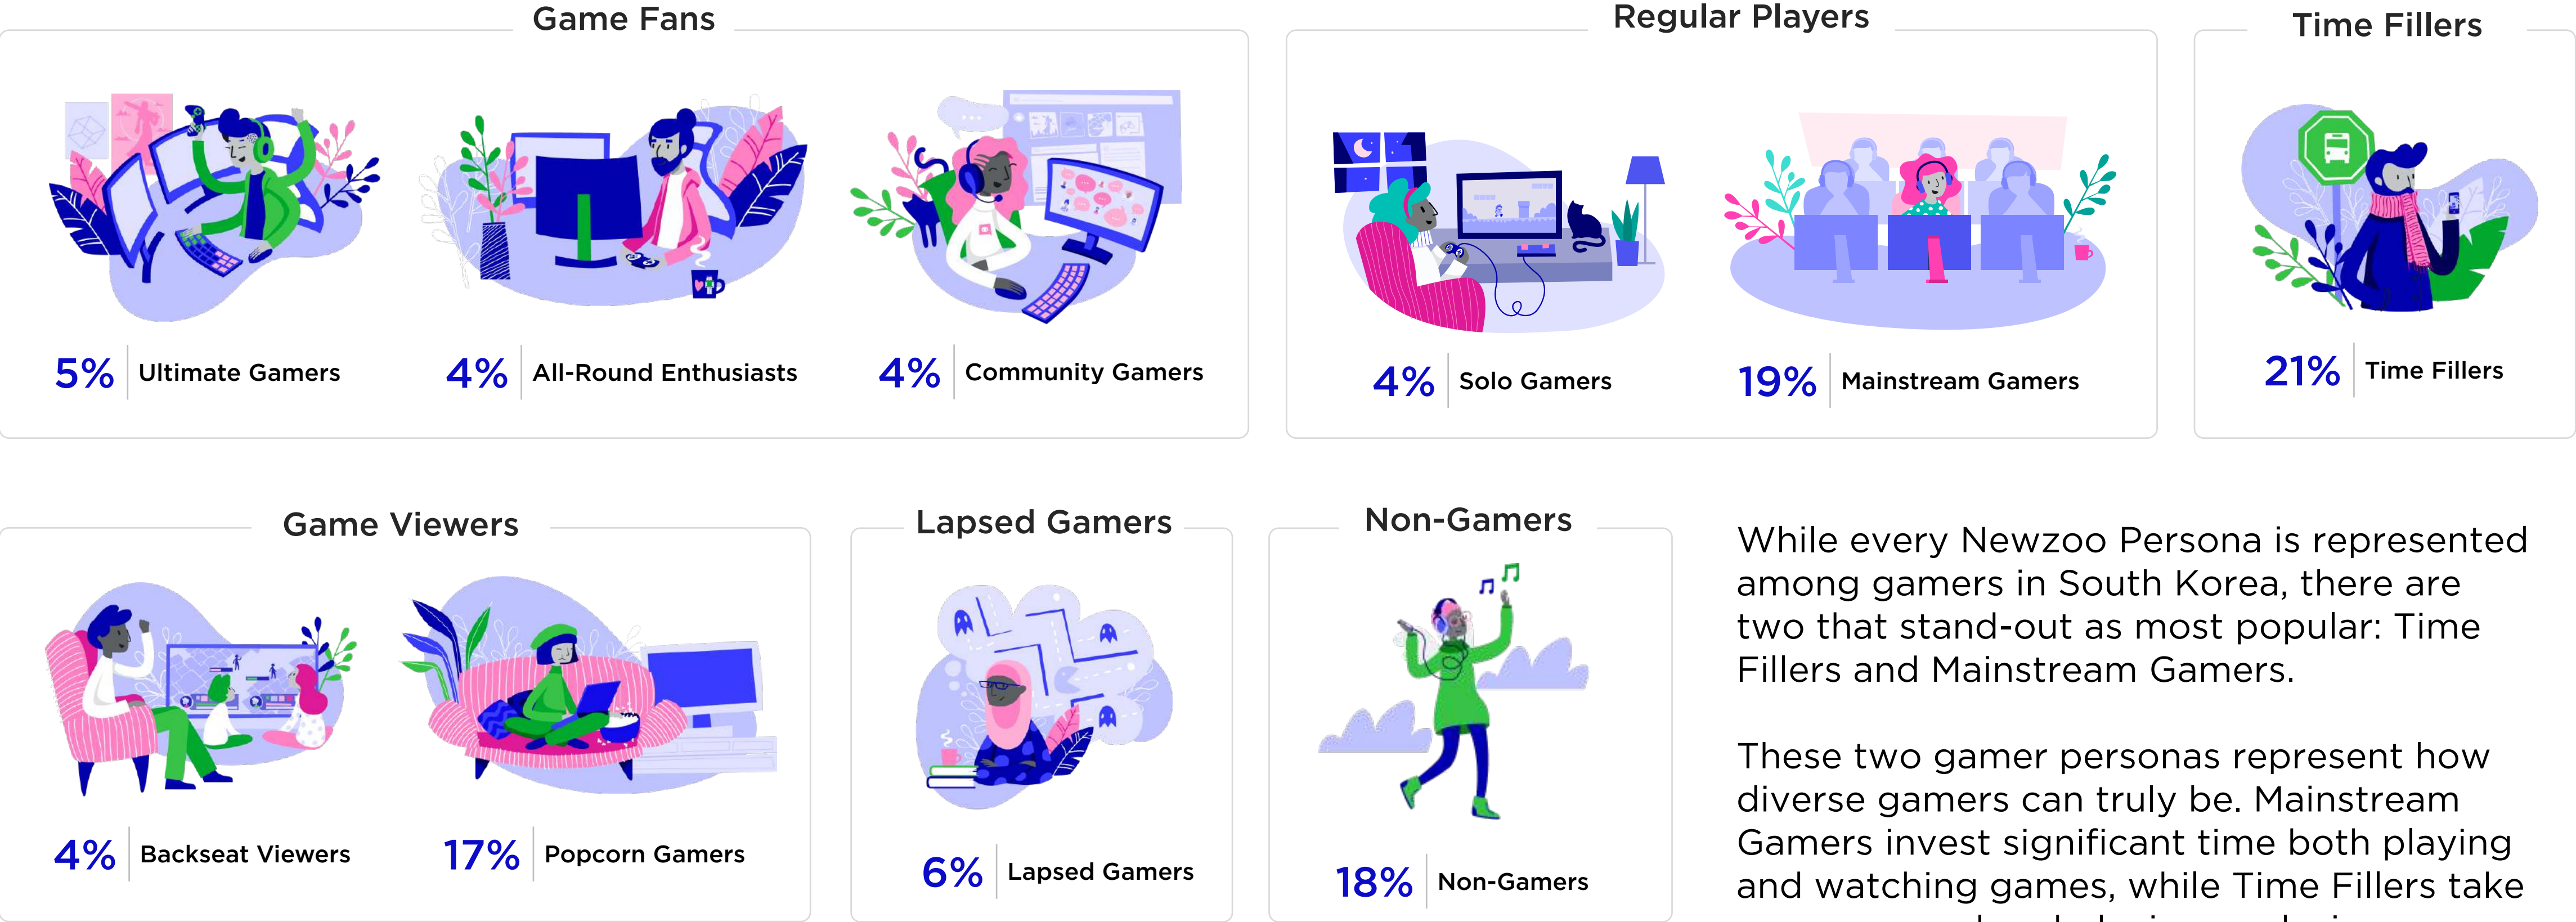 Game Fans
5% Ultimate Gamers
4% All-Round Enthusiasts
4% Community Gamers
Regular Players
4% Solo Gamers
19% Mainstream Gamers
Time Fillers
21% Time Fillers
Game Viewers
4% Backseat Viewers
17% Popcorn Gamers
Lapsed Gamers
6% Lapsed Gamers
Non-Gamers
18% Non-Gamers
While every Newzoo Persona is represented
among gamers in South Korea, there are
two that stand-out as most popular: Time
Fillers and Mainstream Gamers.
These two gamer personas represent how
diverse gamers can truly be. Mainstream
Gamers invest significant time both playing
and watching games, while Time Fillers take